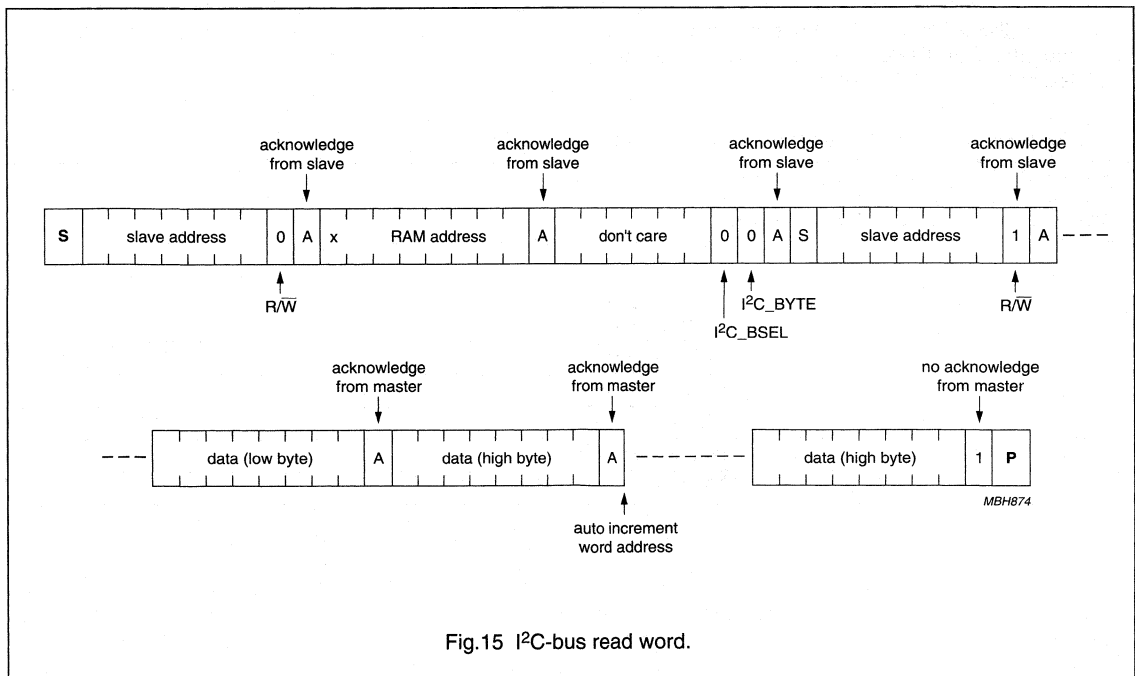 acknowledge from slave
acknowledge from slave
acknowledge from slave
acknowledge from slave
S slave address 0 A x RAM address A don't care 0 0 A S slave address 1 A
R/W̅
I²C_BYTE
I²C_BSEL
R/W̅
acknowledge from master
acknowledge from master
no acknowledge from master
data (low byte) A data (high byte) A data (high byte) 1 P
MBH874
auto increment
word address
Fig.15 I²C-bus read word.